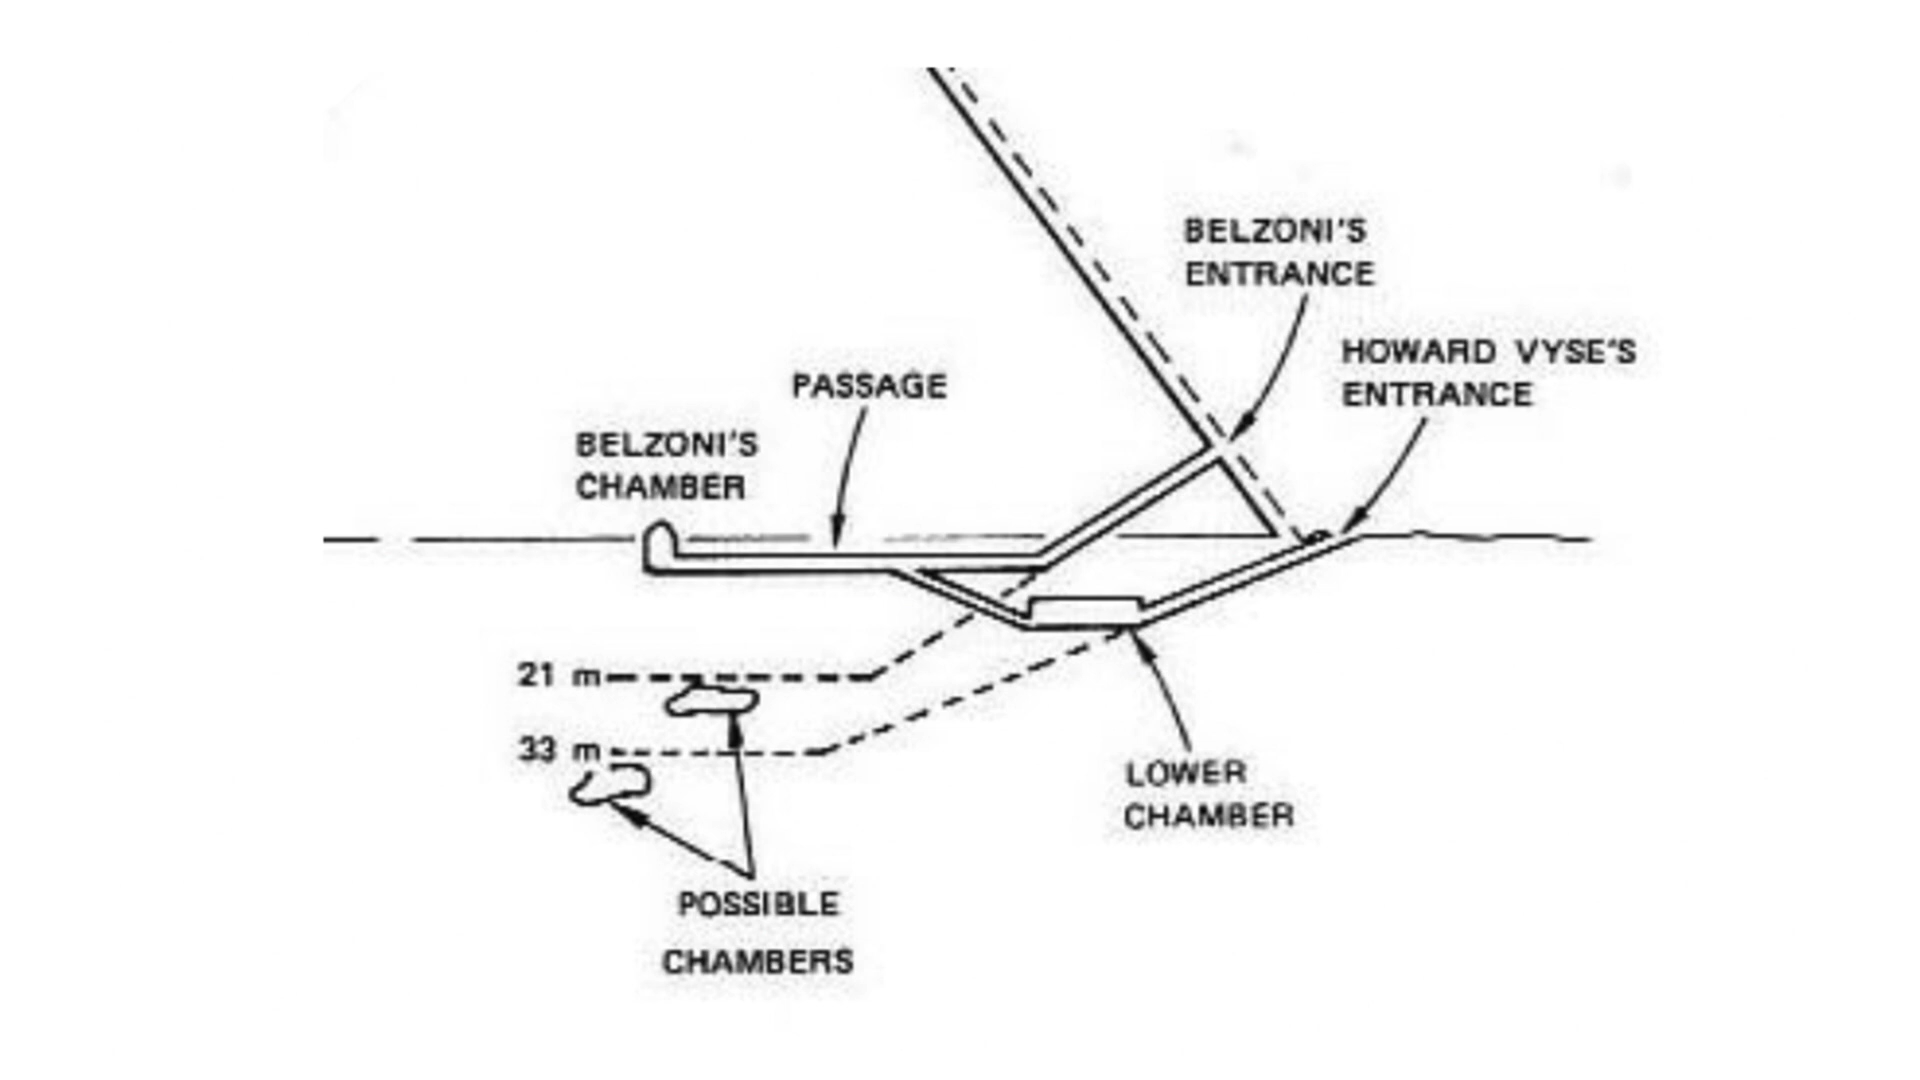 BELZONI'S
ENTRANCE
HOWARD VYSE'S
ENTRANCE
PASSAGE
BELZONI'S
CHAMBER
21 m
33 m
LOWER
CHAMBER
POSSIBLE
CHAMBERS